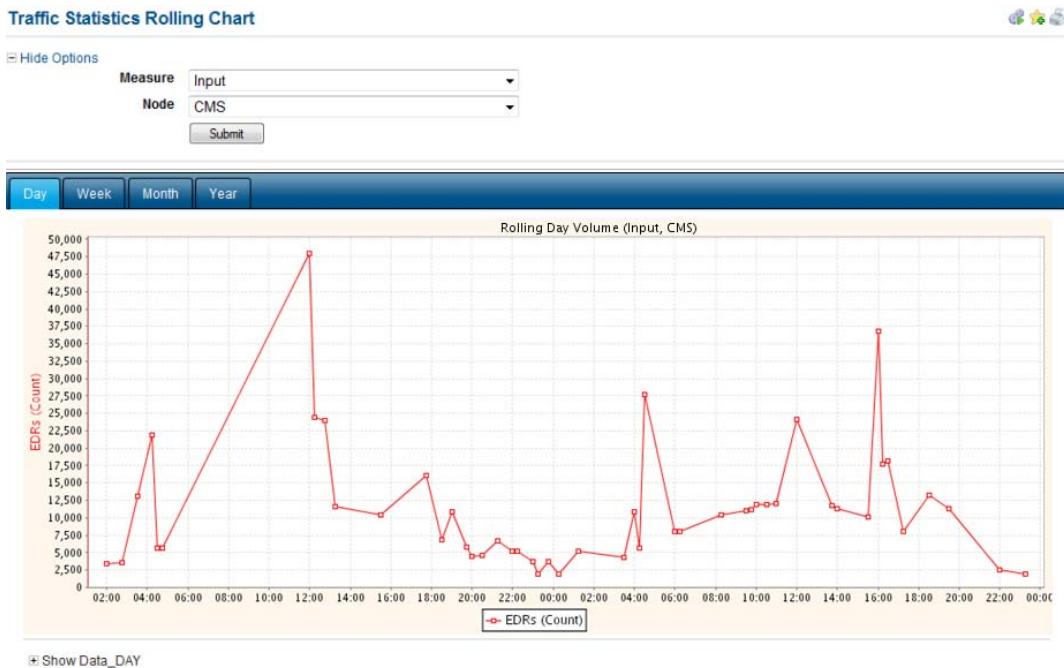 Traffic Statistics Rolling Chart
Hide Options
Measure Input
Node CMS
Submit
Day Week Month Year
Rolling Day Volume (Input, CMS)
50,000
47,500
45,000
42,500
40,000
37,500
35,000
32,500
30,000
27,500
25,000
22,500
20,000
17,500
15,000
12,500
10,000
7,500
5,000
2,500
0
EDRs (Count)
02:00 04:00 06:00 08:00 10:00 12:00 14:00 16:00 18:00 20:00 22:00 00:00 02:00 04:00 06:00 08:00 10:00 12:00 14:00 16:00 18:00 20:00 22:00 00:00
EDRs (Count)
Show Data_DAY